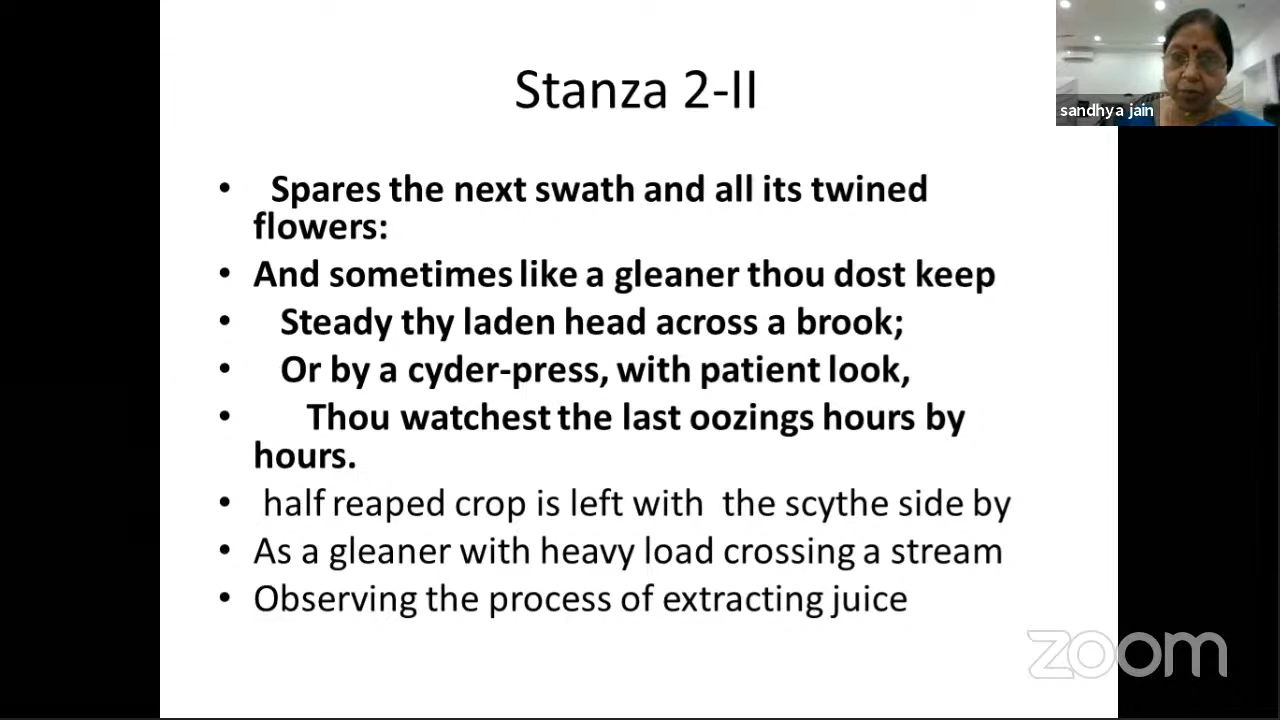 Stanza 2-II
sandhya jain
• Spares the next swath and all its twined
flowers:
• And sometimes like a gleaner thou dost keep
• Steady thy laden head across a brook;
• Or by a cyder-press, with patient look,
• Thou watchest the last oozings hours by
hours.
• half reaped crop is left with the scythe side by
• As a gleaner with heavy load crossing a stream
• Observing the process of extracting juice
zoom